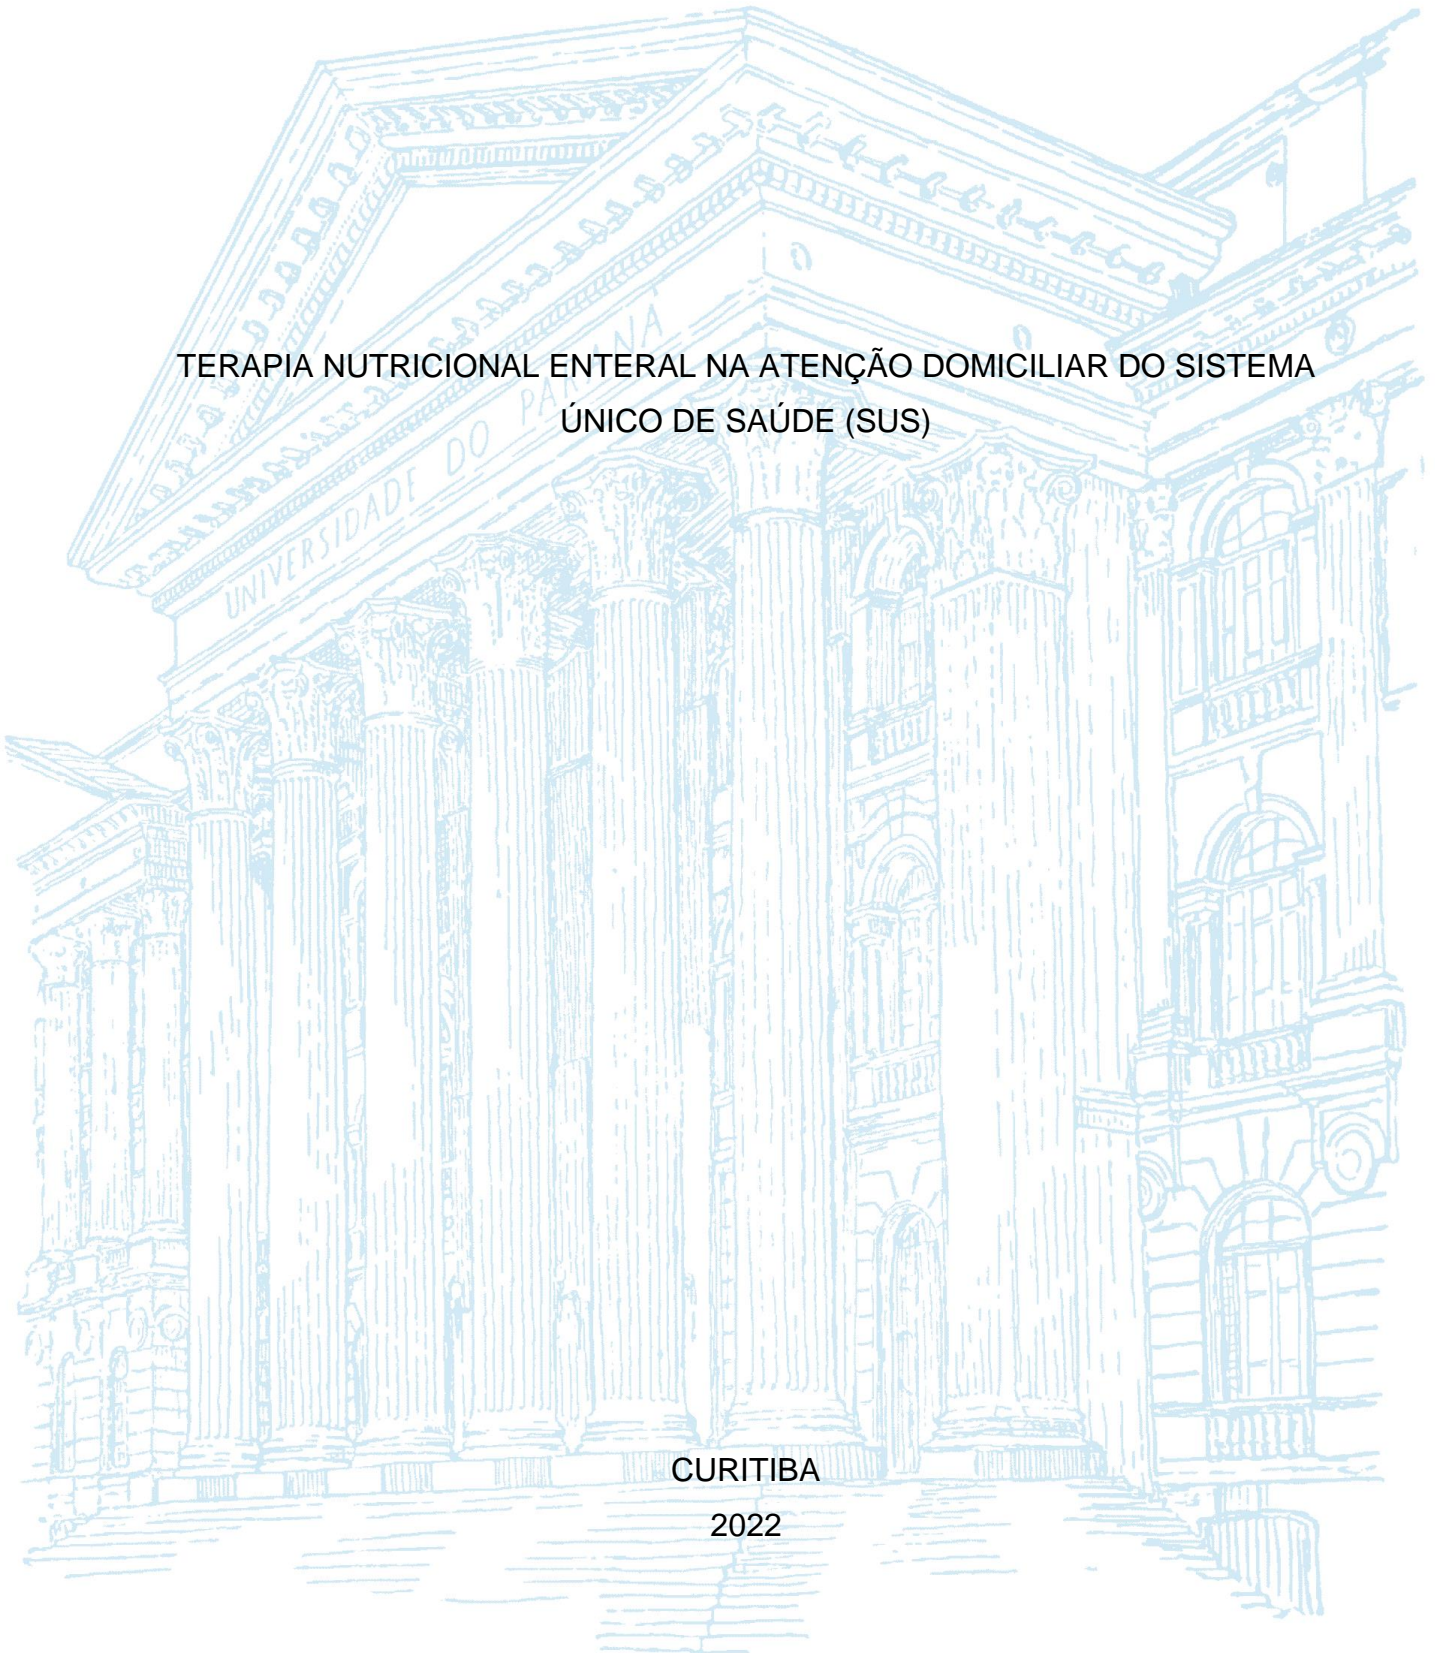 UNIVERSIDADE DO PARANÁ
TERAPIA NUTRICIONAL ENTERAL NA ATENÇÃO DOMICILIAR DO SISTEMA
ÚNICO DE SAÚDE (SUS)
CURITIBA
2022